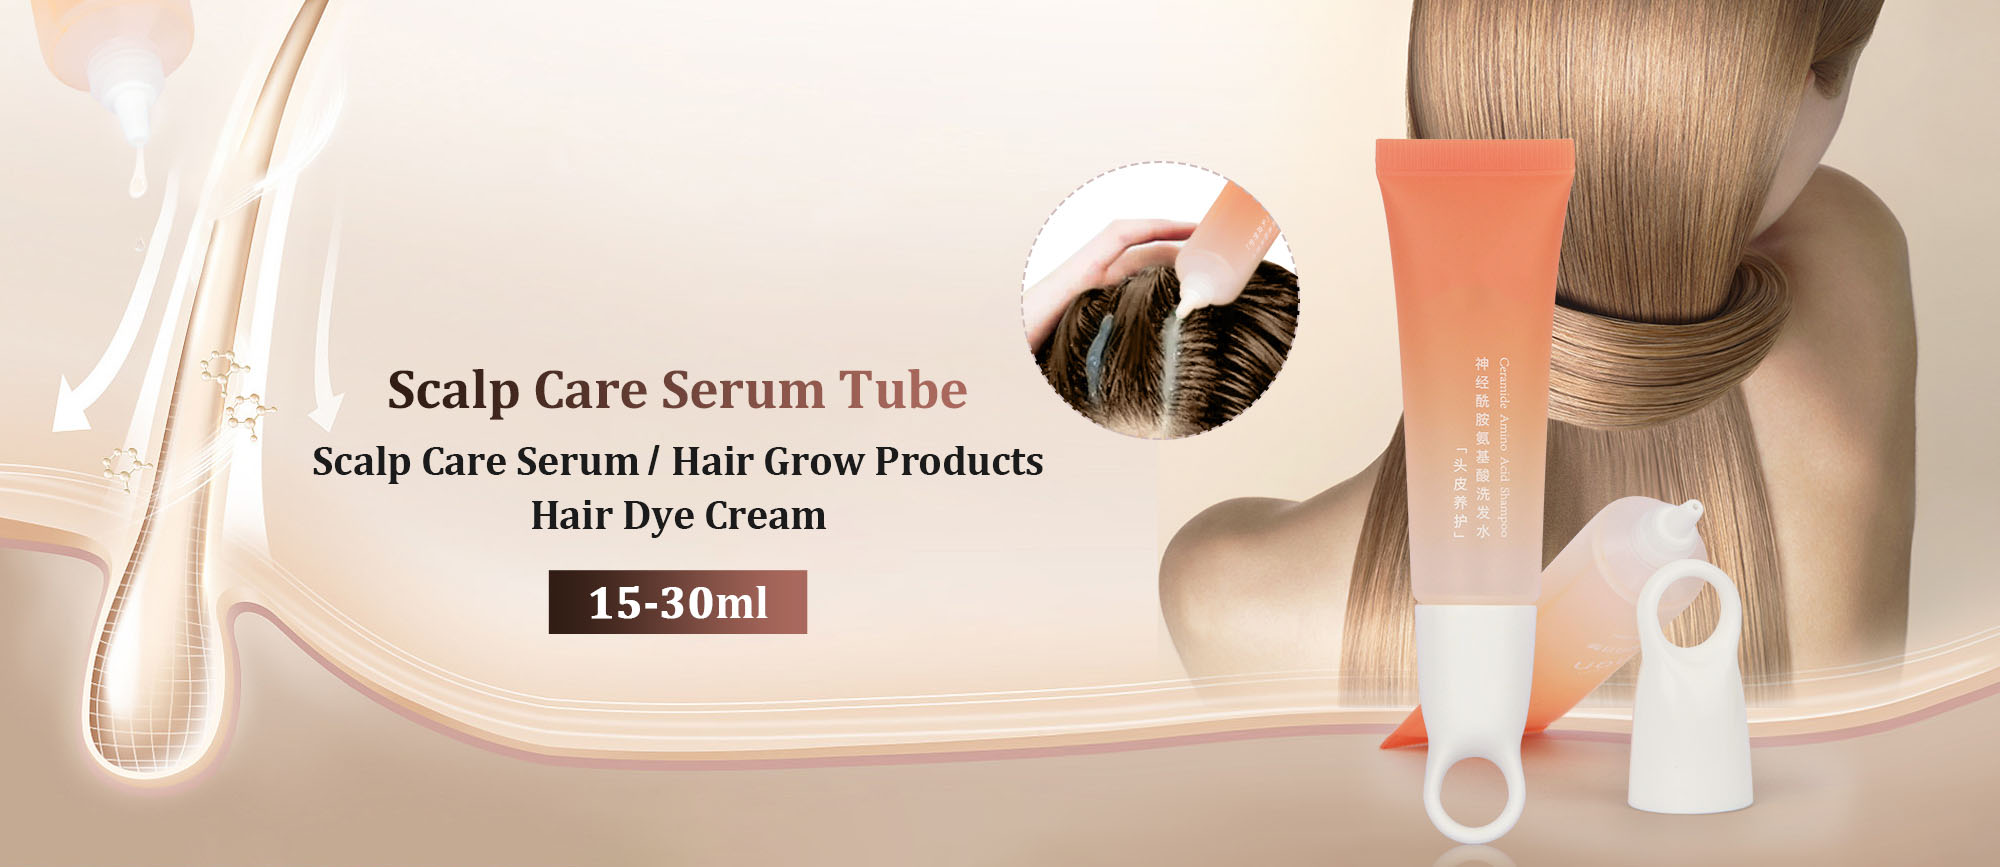 Scalp Care Serum Tube
Scalp Care Serum / Hair Grow Products
Hair Dye Cream
15-30ml
Ceramide Amino Acid Shampoo
神经酰胺氨基酸洗发水
「头皮养护」